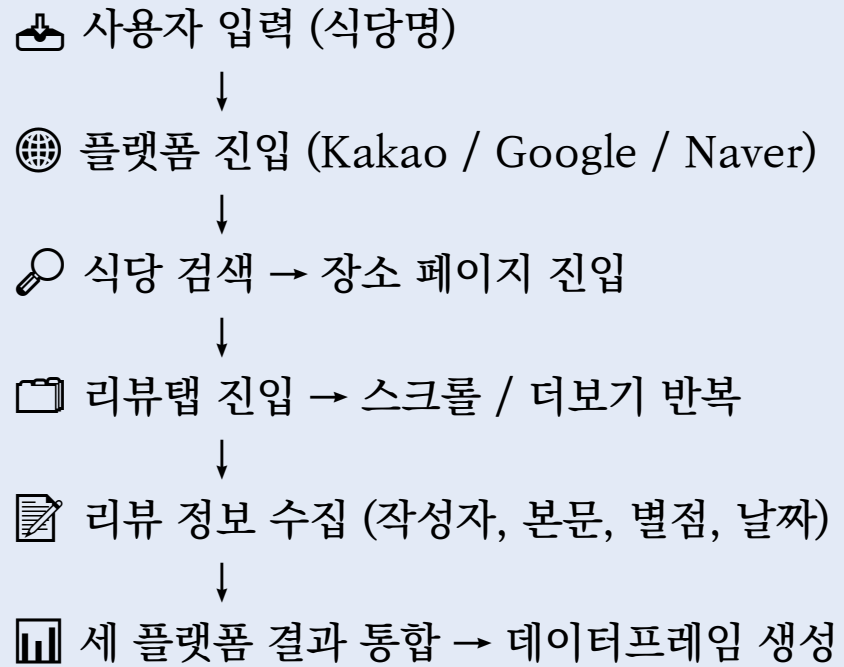 📥 사용자 입력 (식당명)
↓
🌐 플랫폼 진입 (Kakao / Google / Naver)
↓
🔎 식당 검색 → 장소 페이지 진입
↓
🗂 리뷰탭 진입 → 스크롤 / 더보기 반복
↓
📝 리뷰 정보 수집 (작성자, 본문, 별점, 날짜)
↓
📊 세 플랫폼 결과 통합 → 데이터프레임 생성